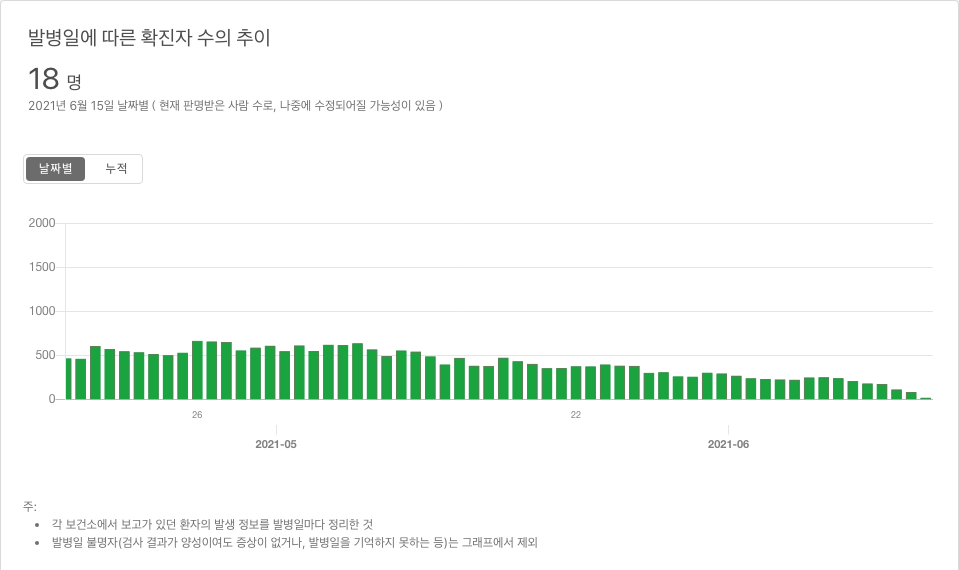 발병일에 따른 확진자 수의 추이
18 명
2021년 6월 15일 날짜별 ( 현재 판명받은 사람 수로, 나중에 수정되어질 가능성이 있음 )
날짜별 누적
2000
1500
1000
500
0
26 22
2021-05 2021-06
주:
• 각 보건소에서 보고가 있던 환자의 발생 정보를 발병일마다 정리한 것
• 발병일 불명자(검사 결과가 양성이여도 증상이 없거나, 발병일을 기억하지 못하는 등)는 그래프에서 제외